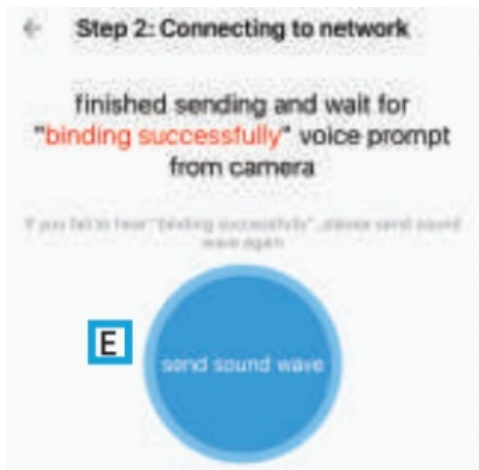 Step 2: Connecting to network
finished sending and wait for
"binding successfully" voice prompt
from camera
If you fail to hear "binding successfully" , please send sound
wave again
E
send sound wave